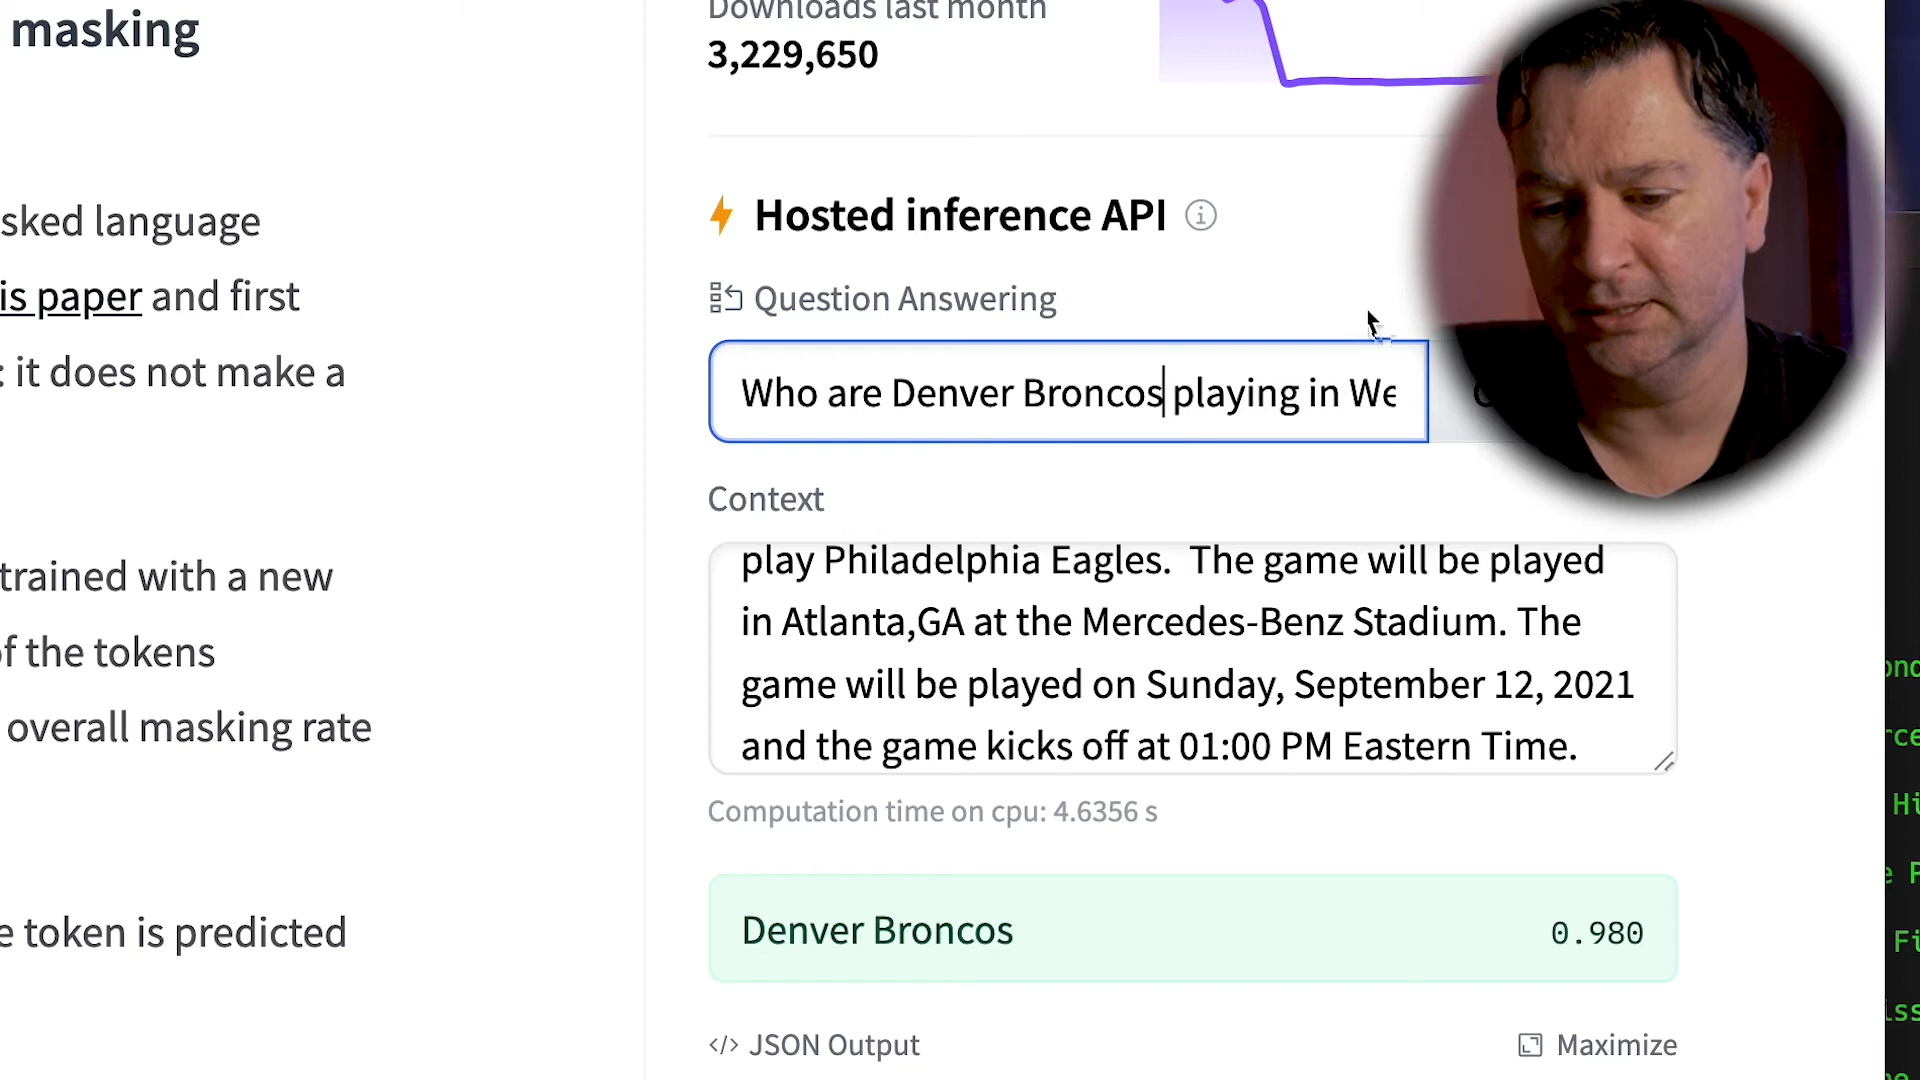 masking
sked language
is paper and first
: it does not make a
trained with a new
of the tokens
overall masking rate
e token is predicted
Downloads last month
3,229,650
Hosted inference API
Question Answering
Who are Denver Broncos playing in We
Context
play Philadelphia Eagles. The game will be played
in Atlanta,GA at the Mercedes-Benz Stadium. The
game will be played on Sunday, September 12, 2021
and the game kicks off at 01:00 PM Eastern Time.
Computation time on cpu: 4.6356 s
Denver Broncos 0.980
</> JSON Output
Maximize